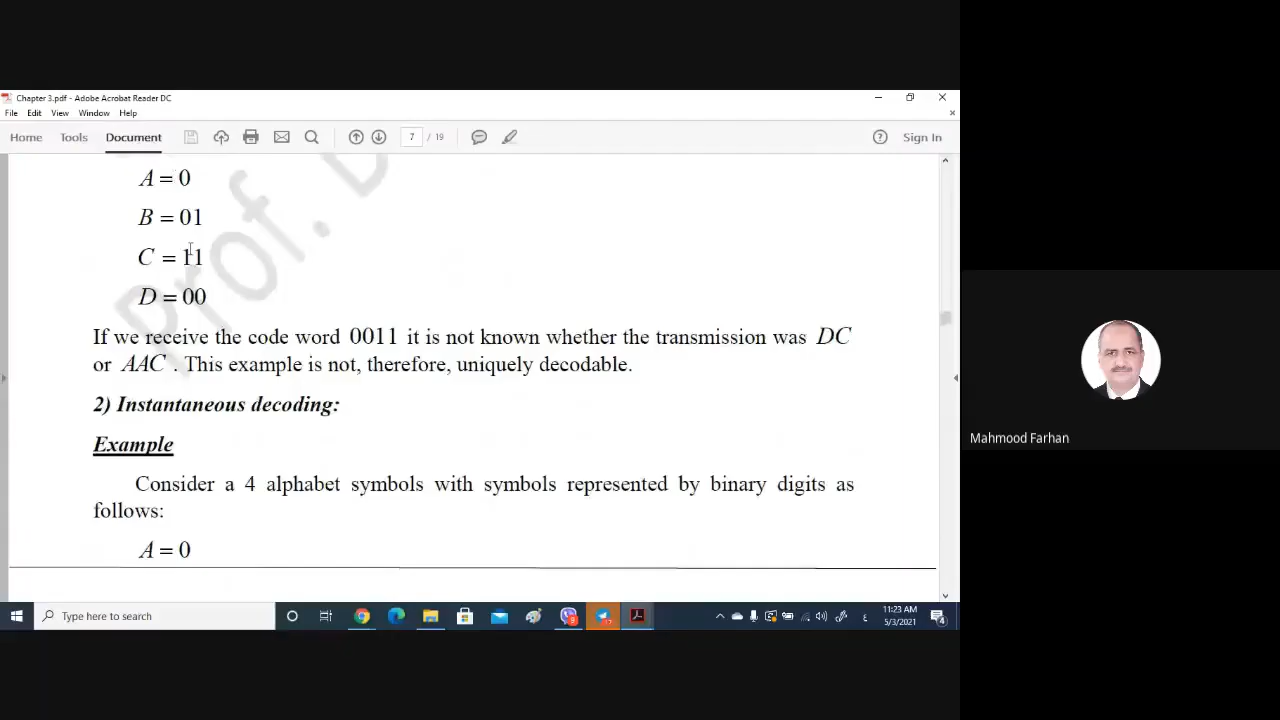 Chapter 3.pdf - Adobe Acrobat Reader DC
File Edit View Window Help
Home Tools Document 7 / 19 Sign In
Prof. D
A = 0
B = 01
C = 11
D = 00
If we receive the code word 0011 it is not known whether the transmission was DC
or AAC . This example is not, therefore, uniquely decodable.
2) Instantaneous decoding:
Example
Consider a 4 alphabet symbols with symbols represented by binary digits as
follows:
A = 0
Mahmood Farhan
Type here to search
11:23 AM
5/3/2021
ع
4